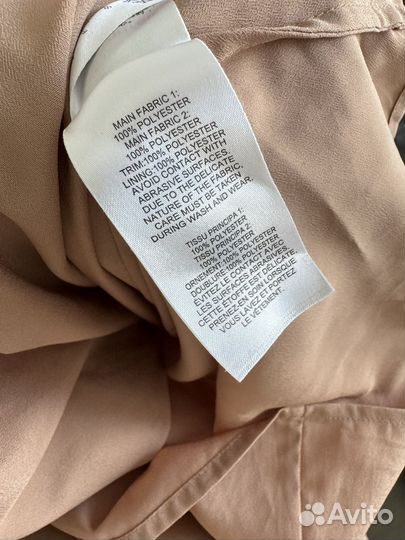 MAIN FABRIC 1:
100% POLYESTER
MAIN FABRIC 2:
100% POLYESTER
TRIM:100% POLYESTER
LINING:100% POLYESTER
AVOID CONTACT WITH
ABRASIVE SURFACES.
DUE TO THE DELICATE
NATURE OF THE FABRIC,
CARE MUST BE TAKEN
DURING WASH AND WEAR.
TISSU PRINCIPA 1:
100% POLYESTER
TISSU PRINCIPA 2:
100% POLYESTER
ORNEMENT:100% POLYESTER
DOUBLURE:100% POLYESTER
ÉVITEZ LE CONTACT AVEC
LES SURFACES ABRASIVES.
CETTE ÉTOFFE EST DÉLICATE:
PRENEZ-EN SOIN LORSQUE
VOUS LAVEZ ET PORTEZ
LE VÊTEMENT.
Avito